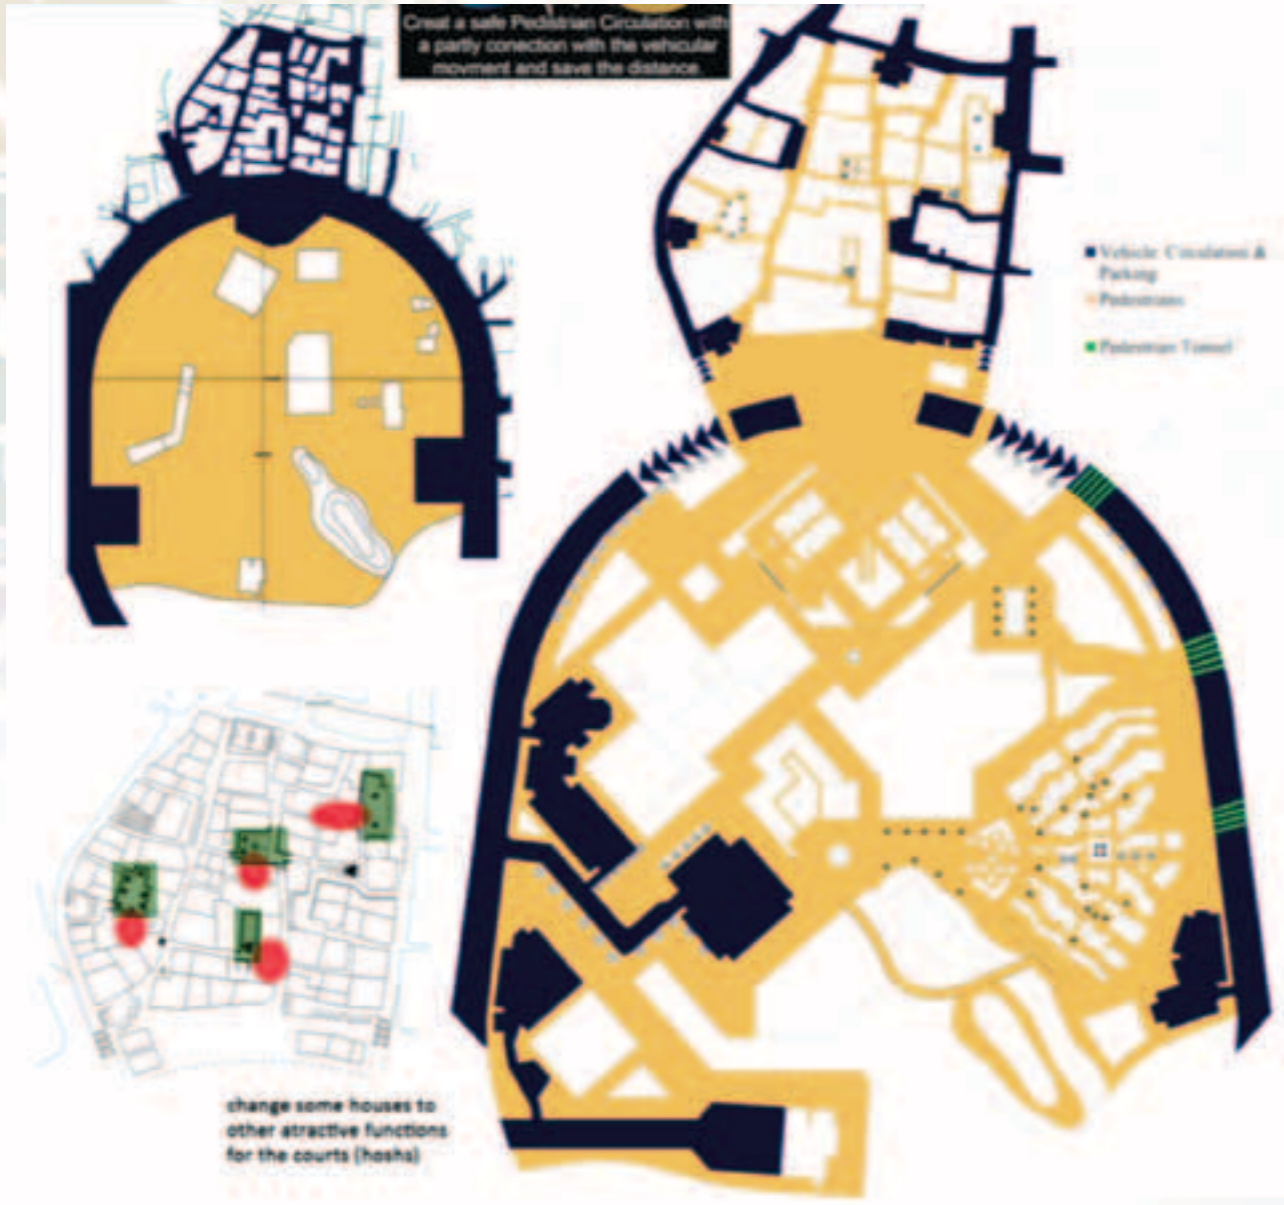 Creat a safe Pedistrian Circulation with
a partly conection with the vehicular
movment and save the distance.
Vehicle Circulation &
Parking
Pedestrians
Pedestrian Tunnel
change some houses to
other atractive functions
for the courts (hoshs)